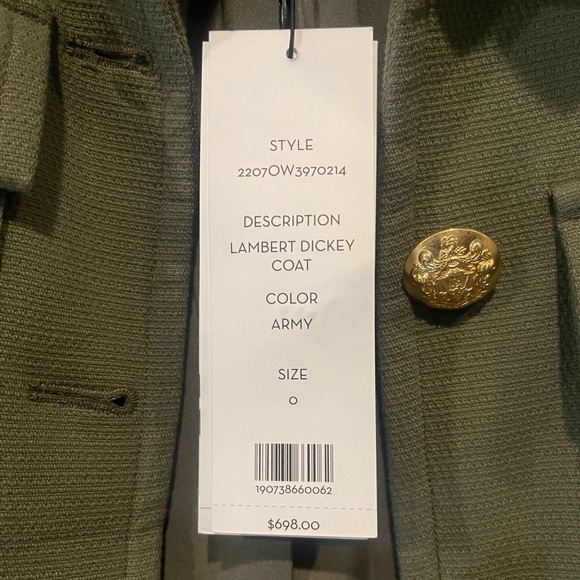 STYLE
2207OW3970214
DESCRIPTION
LAMBERT DICKEY
COAT
COLOR
ARMY
SIZE
0
190738660062
$698.00